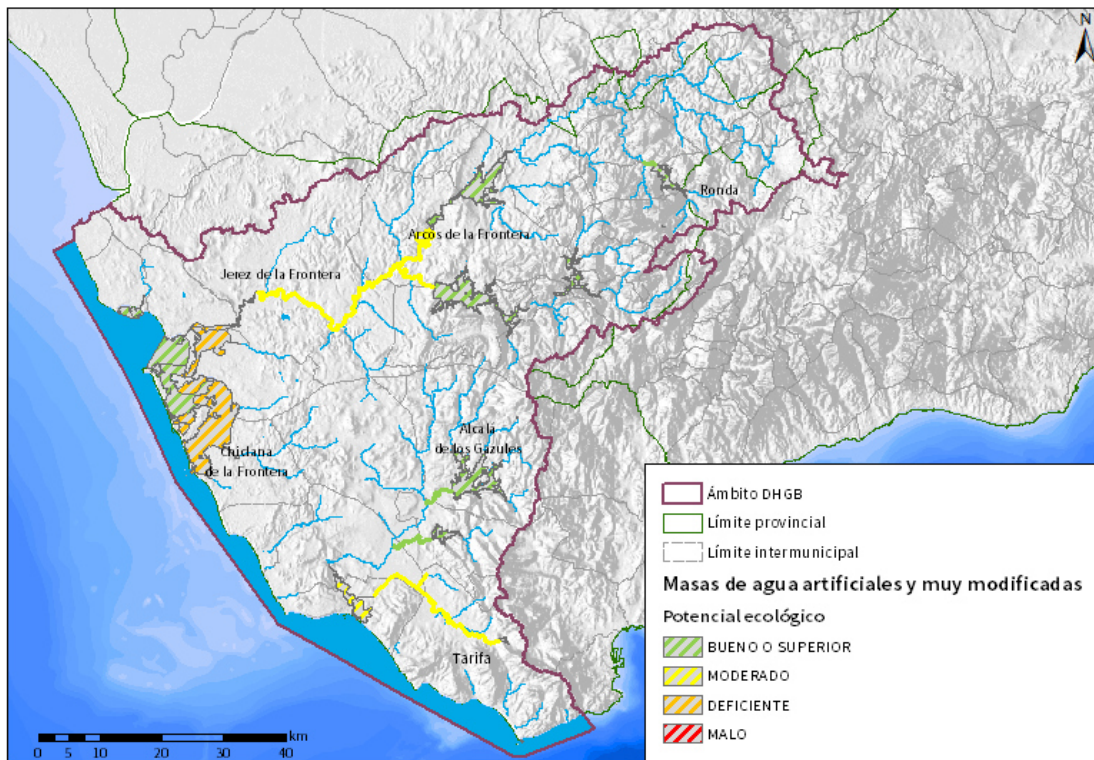 N
Ronda
Arcos de la Frontera
Jerez de la Frontera
Alcalá
de los Gazules
Chiclana
de la Frontera
Tarifa
km
0 5 10 20 30 40
Ámbito DHGB
Límite provincial
Límite intermunicipal
Masas de agua artificiales y muy modificadas
Potencial ecológico
BUENO O SUPERIOR
MODERADO
DEFICIENTE
MALO